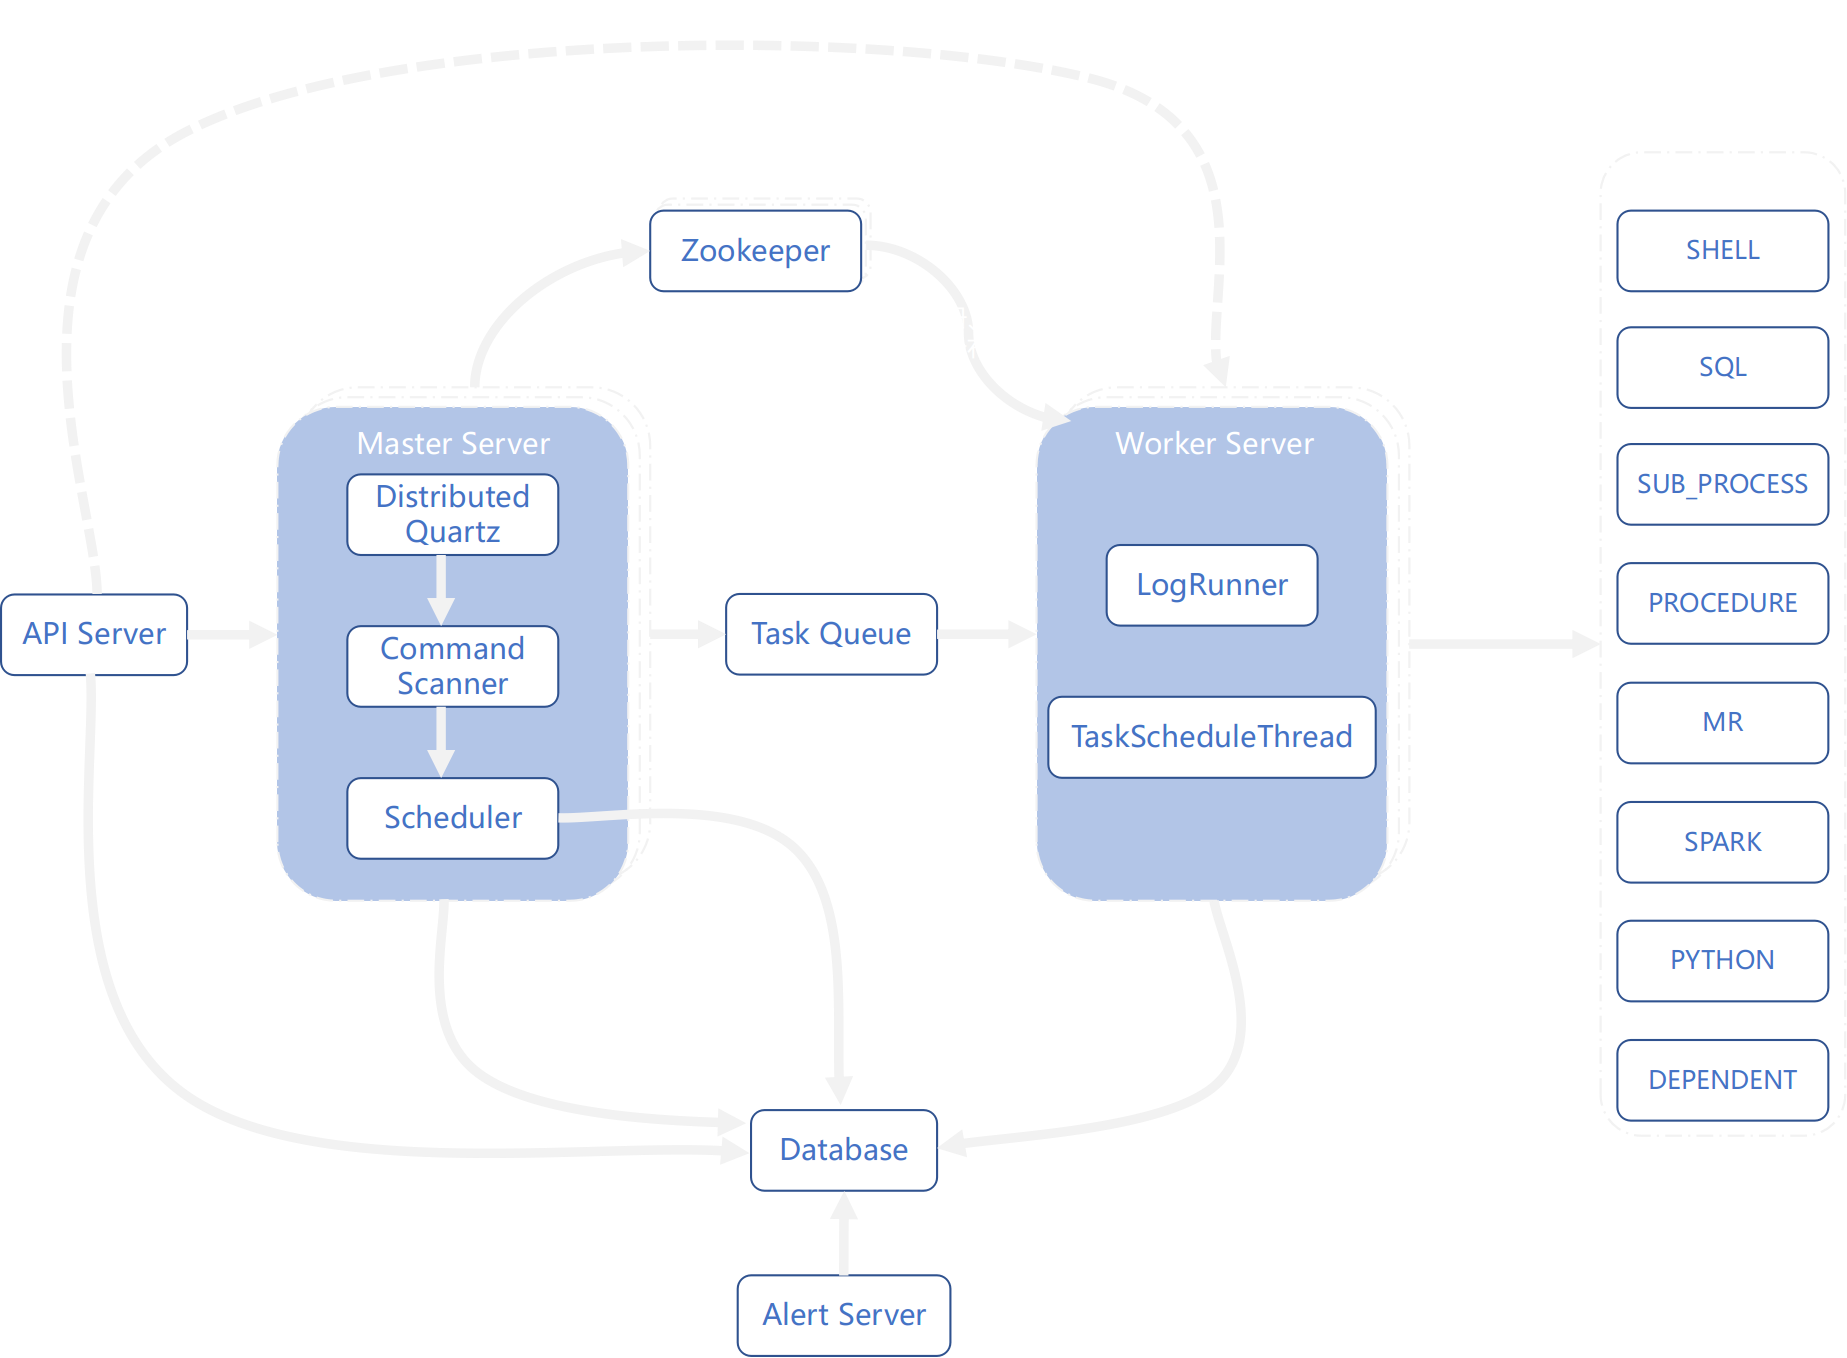 Zookeeper
Master Server
Distributed
Quartz
Command
Scanner
Scheduler
API Server
Task Queue
Worker Server
LogRunner
TaskScheduleThread
SHELL
SQL
SUB_PROCESS
PROCEDURE
MR
SPARK
PYTHON
DEPENDENT
Database
Alert Server